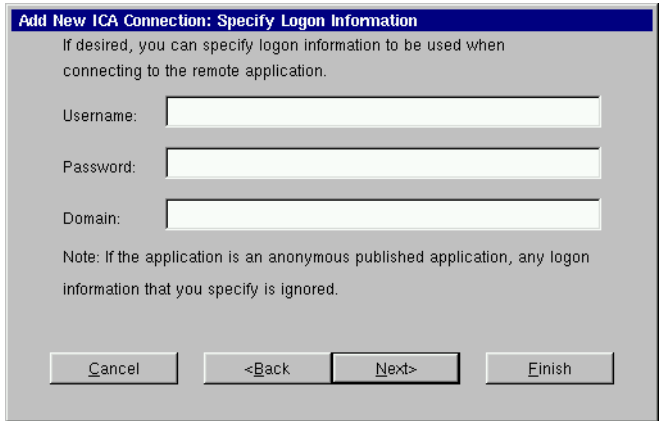 Add New ICA Connection: Specify Logon Information
If desired, you can specify logon information to be used when
connecting to the remote application.
Username:
Password:
Domain:
Note: If the application is an anonymous published application, any logon
information that you specify is ignored.
Cancel <Back Next> Finish